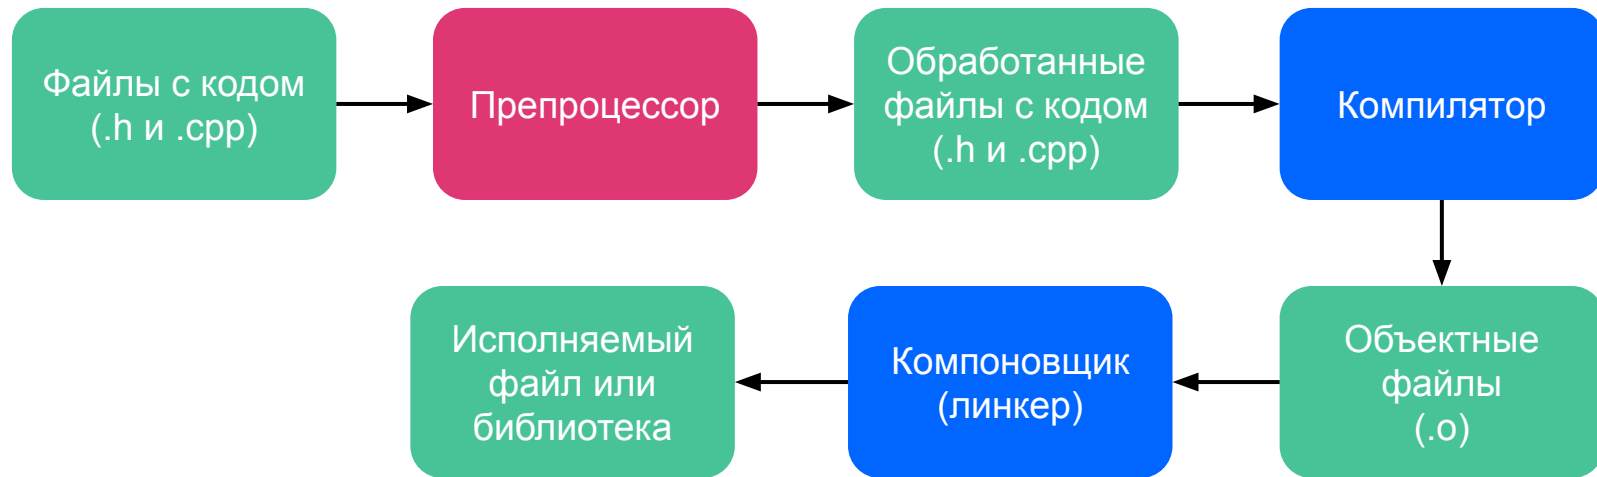 Файлы с кодом
(.h и .cpp)
Препроцессор
Обработанные
файлы с кодом
(.h и .cpp)
Компилятор
Объектные
файлы
(.o)
Компоновщик
(линкер)
Исполняемый
файл или
библиотека